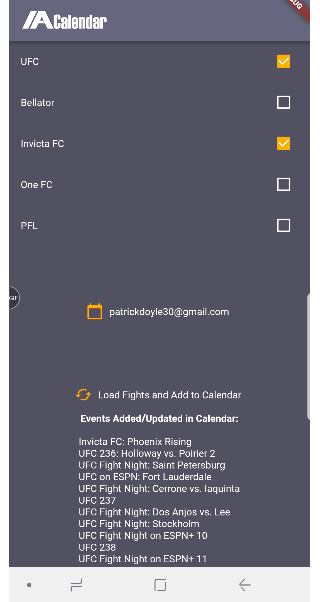 Calendar
UFC
Bellator
Invicta FC
One FC
PFL
GIF
patrickdoyle30@gmail.com
Load Fights and Add to Calendar
Events Added/Updated in Calendar:
Invicta FC: Phoenix Rising
UFC 236: Holloway vs. Poirier 2
UFC Fight Night: Saint Petersburg
UFC on ESPN: Fort Lauderdale
UFC Fight Night: Cerrone vs. Iaquinta
UFC 237
UFC Fight Night: Dos Anjos vs. Lee
UFC Fight Night: Stockholm
UFC Fight Night on ESPN+ 10
UFC 238
UFC Fight Night on ESPN+ 11